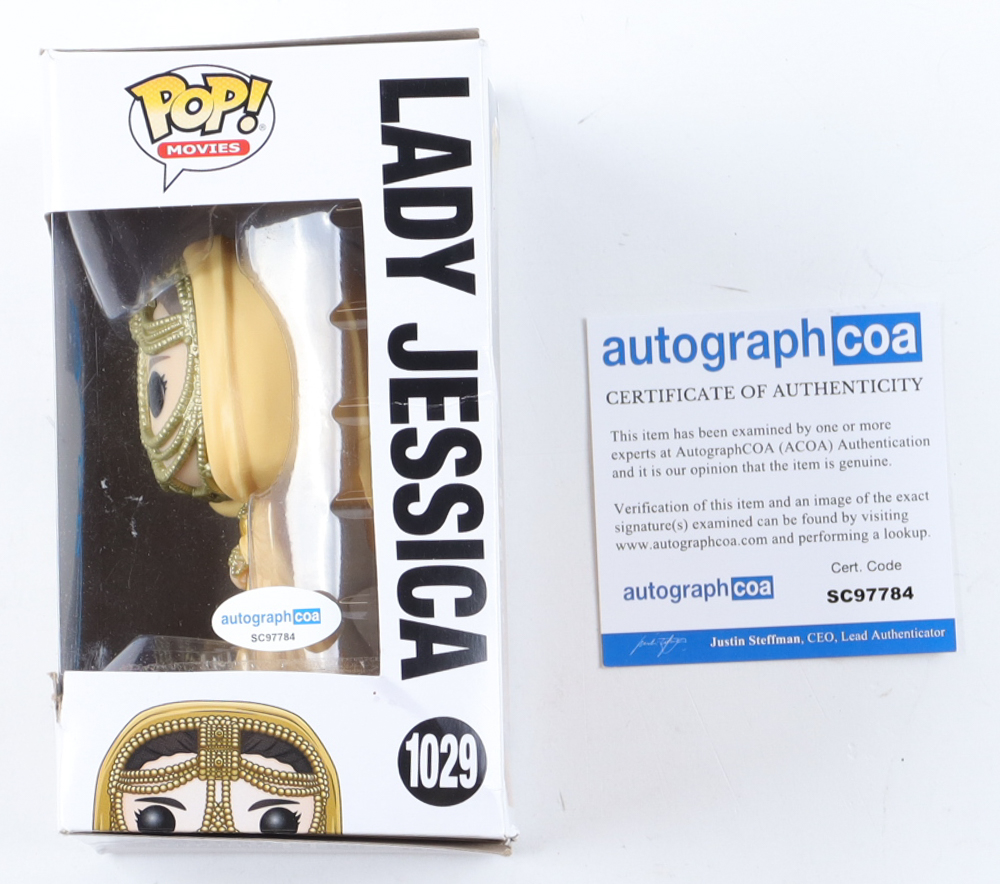 POP!
MOVIES
LADY JESSICA
autographcoa
SC97784
1029
autographcoa
CERTIFICATE OF AUTHENTICITY
This item has been examined by one or more
experts at AutographCOA (ACOA) Authentication
and it is our opinion that the item is genuine.
Verification of this item and an image of the exact
signature(s) examined can be found by visiting
www.autographcoa.com and performing a lookup.
Cert. Code
autographcoa
SC97784
Justin Steffman, CEO, Lead Authenticator